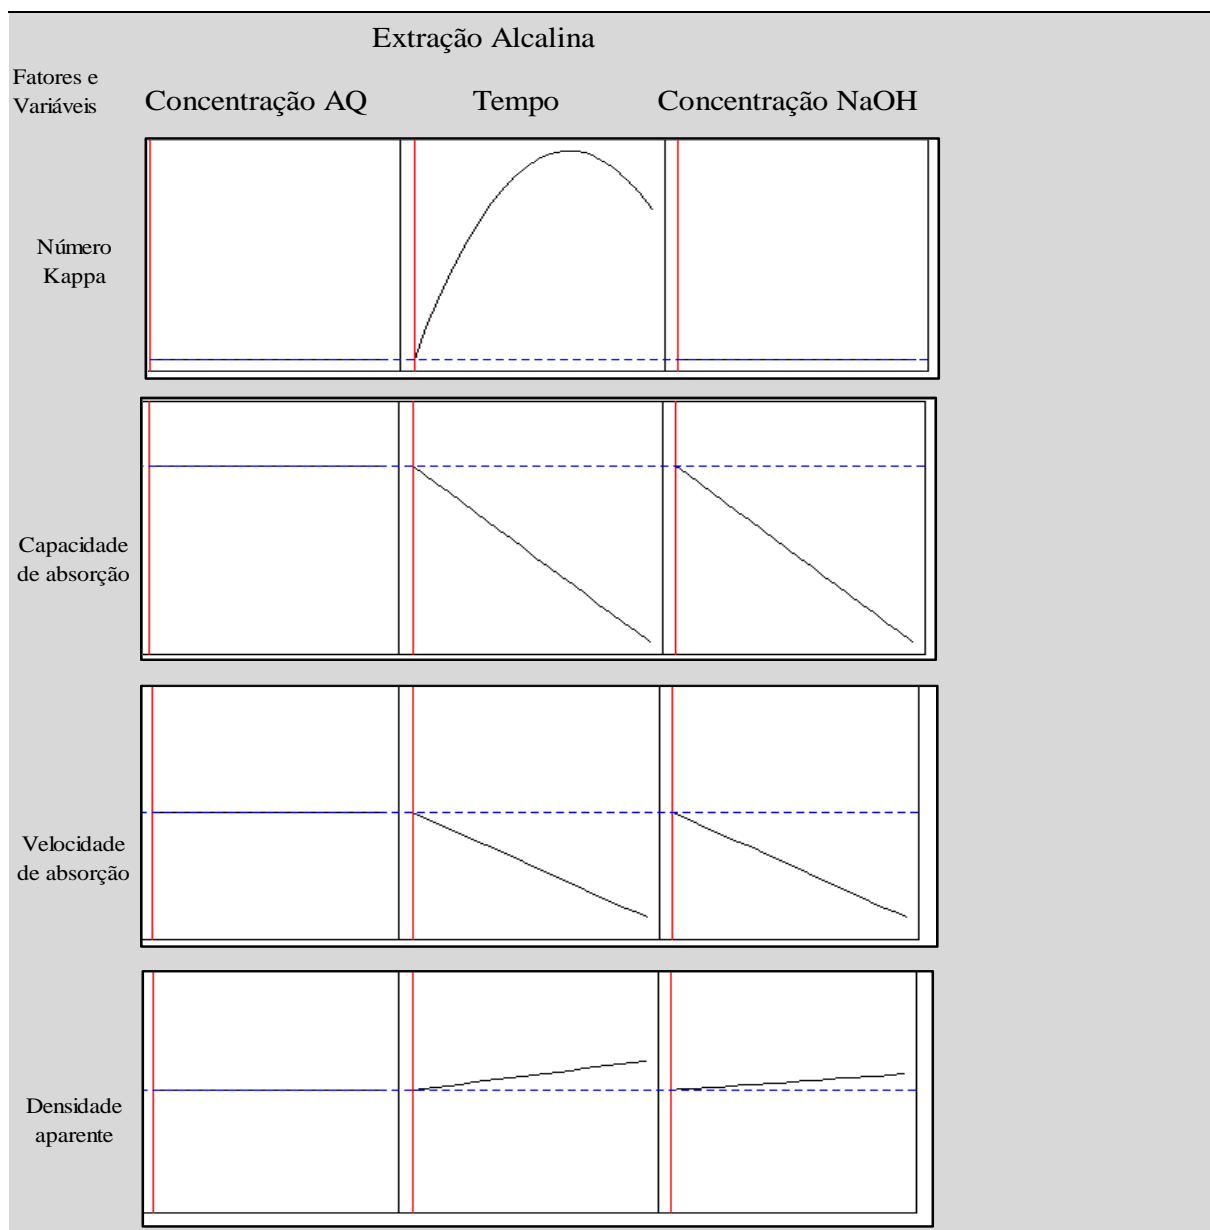 Extração Alcalina
Fatores e
Variáveis
Concentração AQ
Tempo
Concentração NaOH
Número
Kappa
Capacidade
de absorção
Velocidade
de absorção
Densidade
aparente